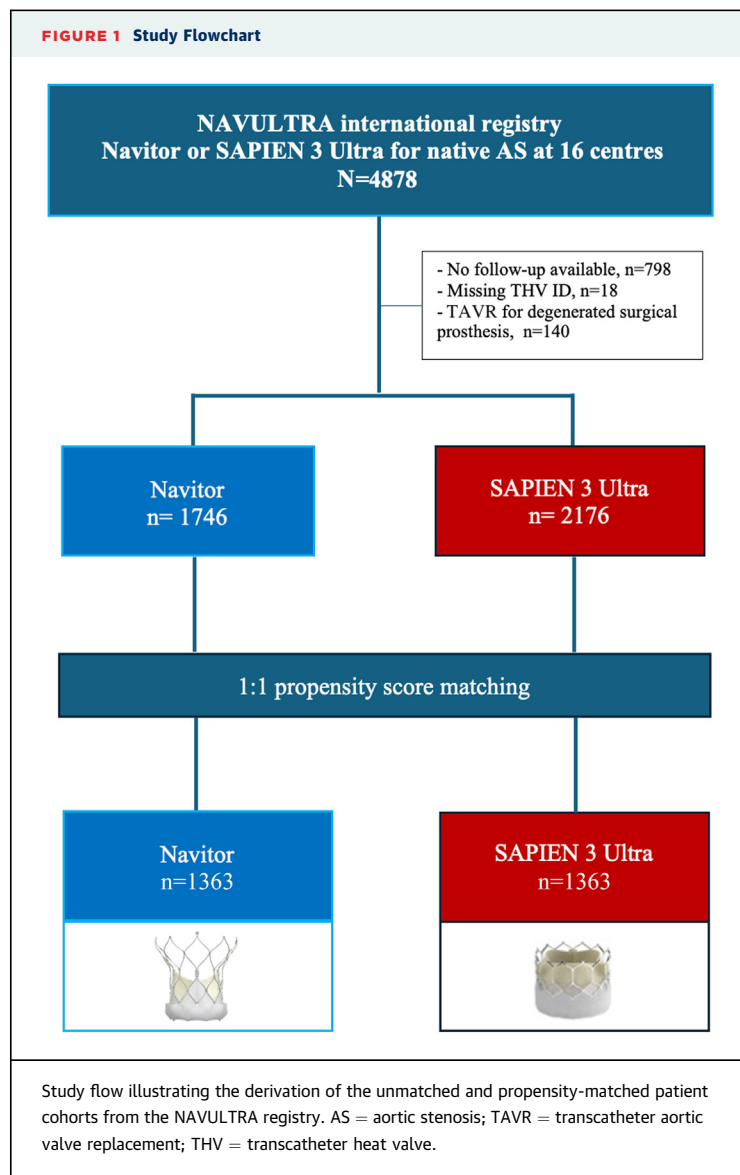 FIGURE 1 Study Flowchart
NAVULTRA international registry
Navitor or SAPIEN 3 Ultra for native AS at 16 centres
N=4878
- No follow-up available, n=798
- Missing THV ID, n=18
- TAVR for degenerated surgical
prosthesis, n=140
Navitor
n= 1746
SAPIEN 3 Ultra
n= 2176
1:1 propensity score matching
Navitor
n=1363
SAPIEN 3 Ultra
n=1363
Study flow illustrating the derivation of the unmatched and propensity-matched patient
cohorts from the NAVULTRA registry. AS = aortic stenosis; TAVR = transcatheter aortic
valve replacement; THV = transcatheter heat valve.